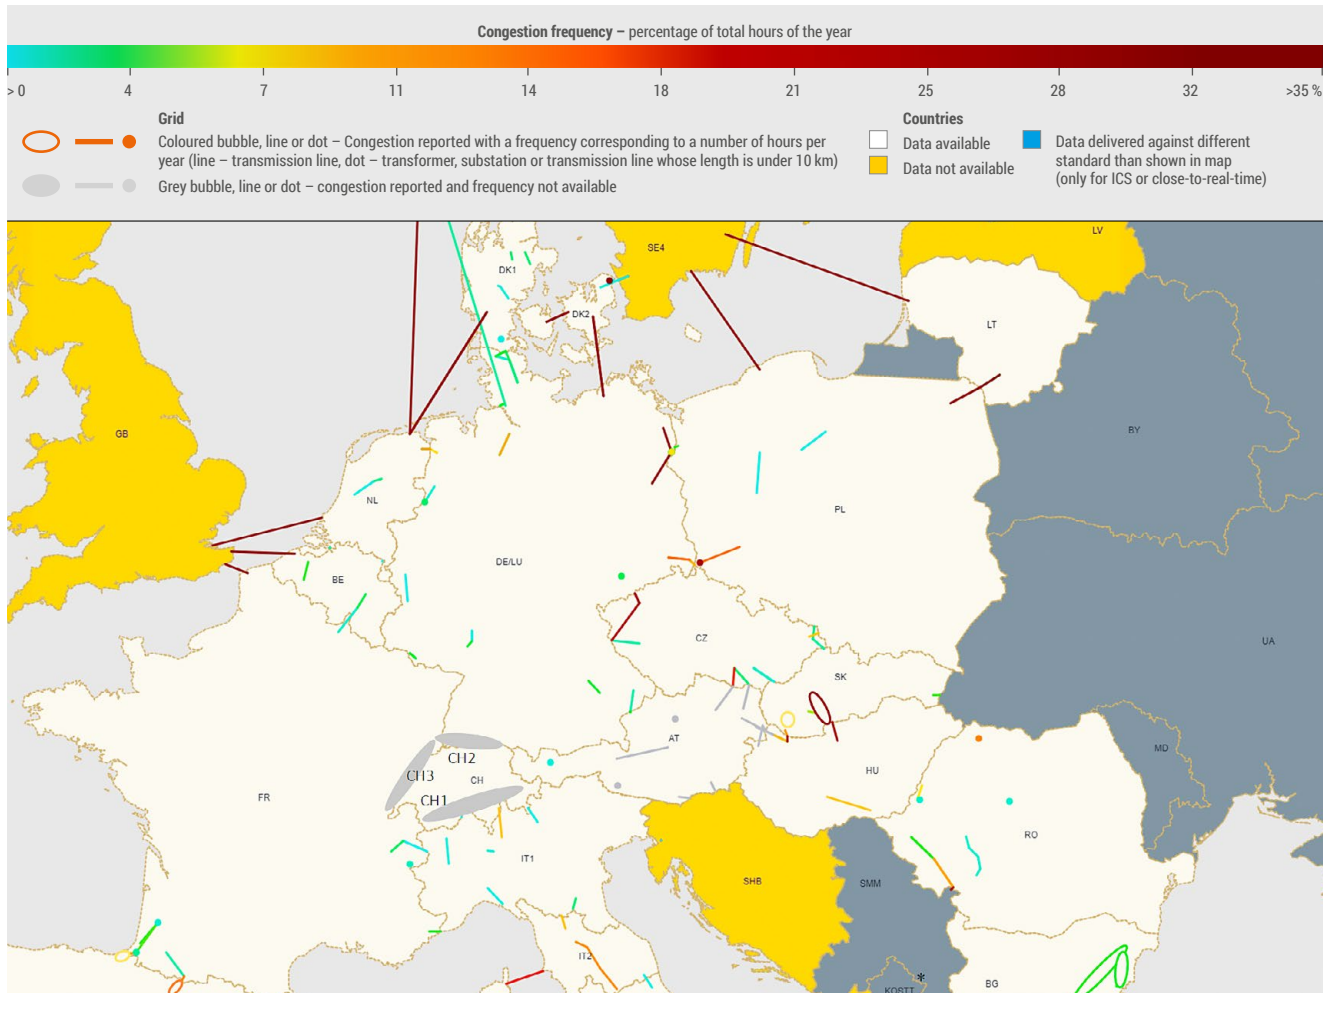 Congestion frequency – percentage of total hours of the year
> 0 4 7 11 14 18 21 25 28 32 >35 %
Grid
Coloured bubble, line or dot – Congestion reported with a frequency corresponding to a number of hours per
year (line – transmission line, dot – transformer, substation or transmission line whose length is under 10 km)
Grey bubble, line or dot – congestion reported and frequency not available
Countries
Data available
Data not available
Data delivered against different
standard than shown in map
(only for ICS or close-to-real-time)
LV
SE4
DK1
DK2
LT
GB
BY
NL
PL
DE/LU
BE
CZ
UA
SK
AT
MD
CH2
CH3
CH
HU
CH1
FR
RO
IT1
SHB
SMM
IT2
*
BG
KOSTT